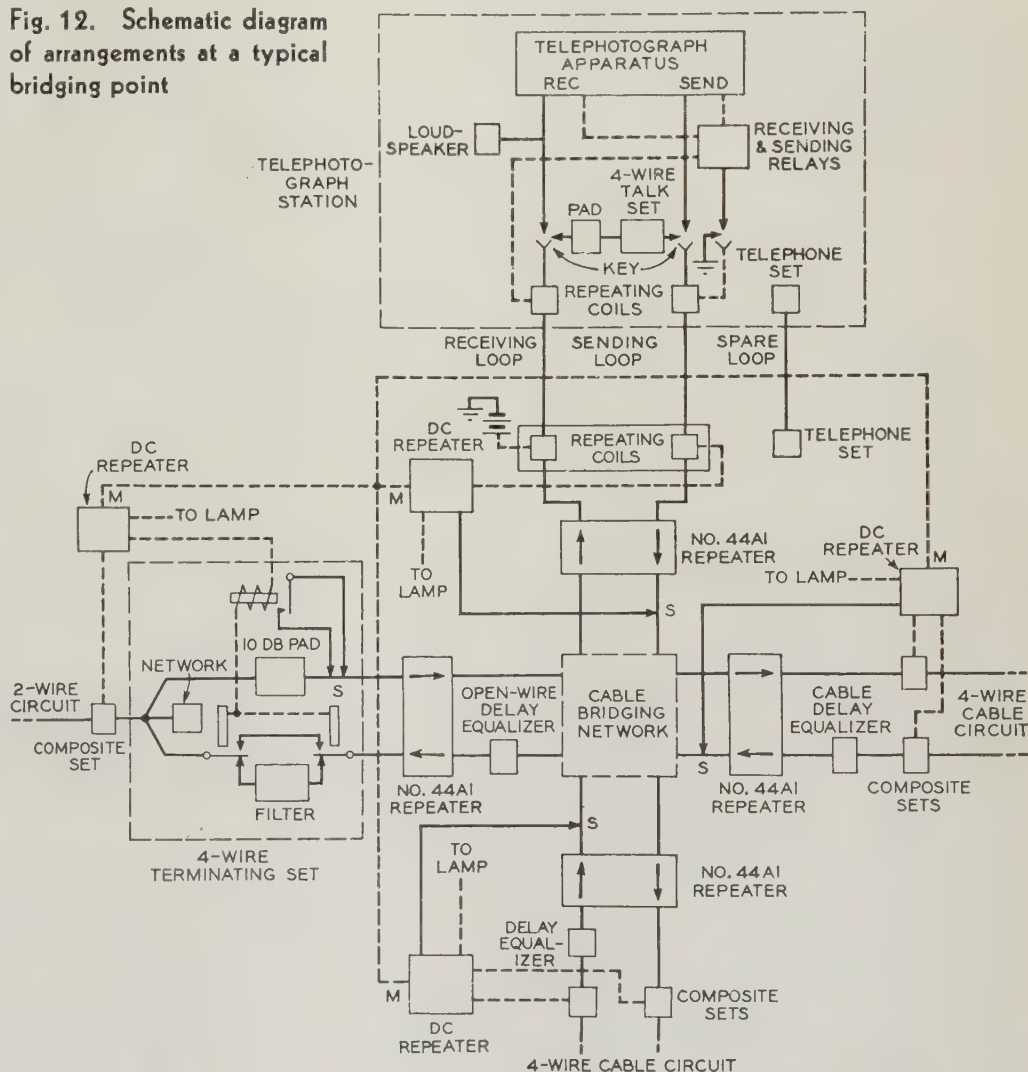 Fig. 12. Schematic diagram
of arrangements at a typical
bridging point
TELEPHOTOGRAPH
APPARATUS
REC
SEND
LOUD-
SPEAKER
RECEIVING
& SENDING
RELAYS
TELEPHOTO-
GRAPH
STATION
4-WIRE
TALK
SET
PAD
KEY
TELEPHONE
SET
REPEATING
COILS
RECEIVING
LOOP
SENDING
LOOP
SPARE
LOOP
DC
REPEATER
M
TO LAMP
DC
REPEATER
M
TO
LAMP
REPEATING
COILS
TELEPHONE
SET
NO. 44A1
REPEATER
S
DC
REPEATER
M
TO LAMP
10 DB PAD
NETWORK
S
2-WIRE
CIRCUIT
COMPOSITE
SET
FILTER
4-WIRE
TERMINATING SET
NO. 44A1
REPEATER
OPEN-WIRE
DELAY
EQUALIZER
CABLE
BRIDGING
NETWORK
S
NO. 44A1
REPEATER
CABLE
DELAY
EQUALIZER
4-WIRE
CABLE
CIRCUIT
COMPOSITE
SETS
S
TO
LAMP
NO. 44A1
REPEATER
DELAY
EQUAL-
IZER
M
DC
REPEATER
COMPOSITE
SETS
4-WIRE CABLE CIRCUIT